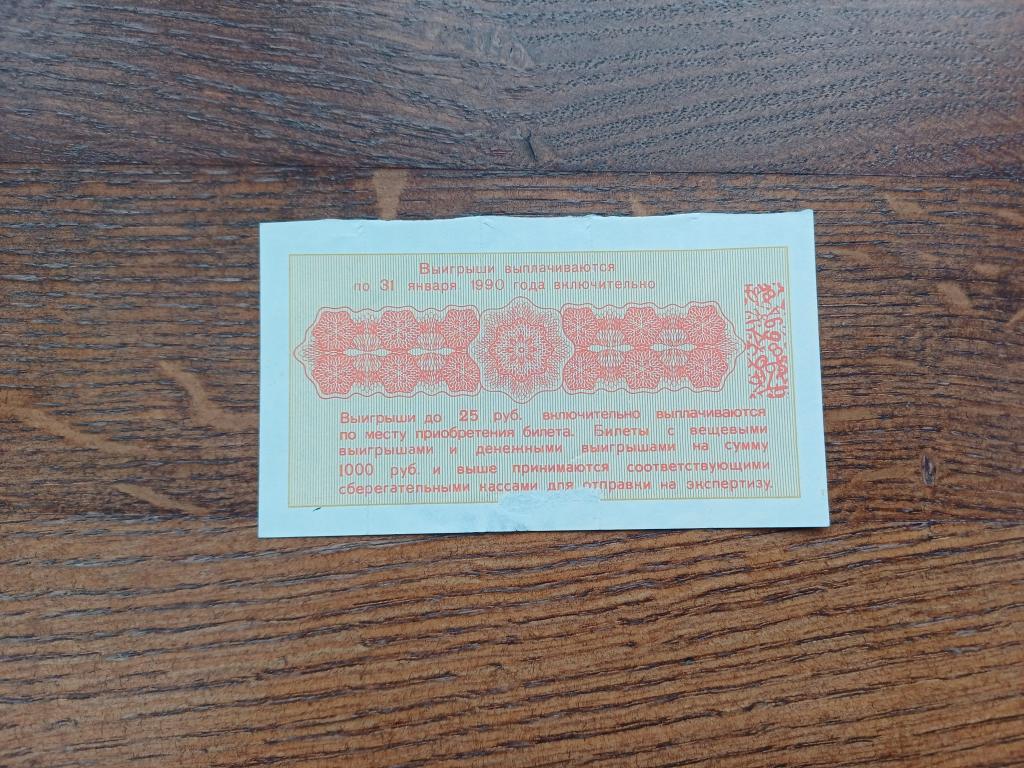 Выигрыши выплачиваются
по 31 января 1990 года включительно
Выигрыши до 25 руб. включительно выплачиваются
по месту приобретения билета. Билеты с вещевыми
выигрышами и денежными выигрышами на сумму
1000 руб. и выше принимаются соответствующими
сберегательными кассами для отправки на экспертизу.